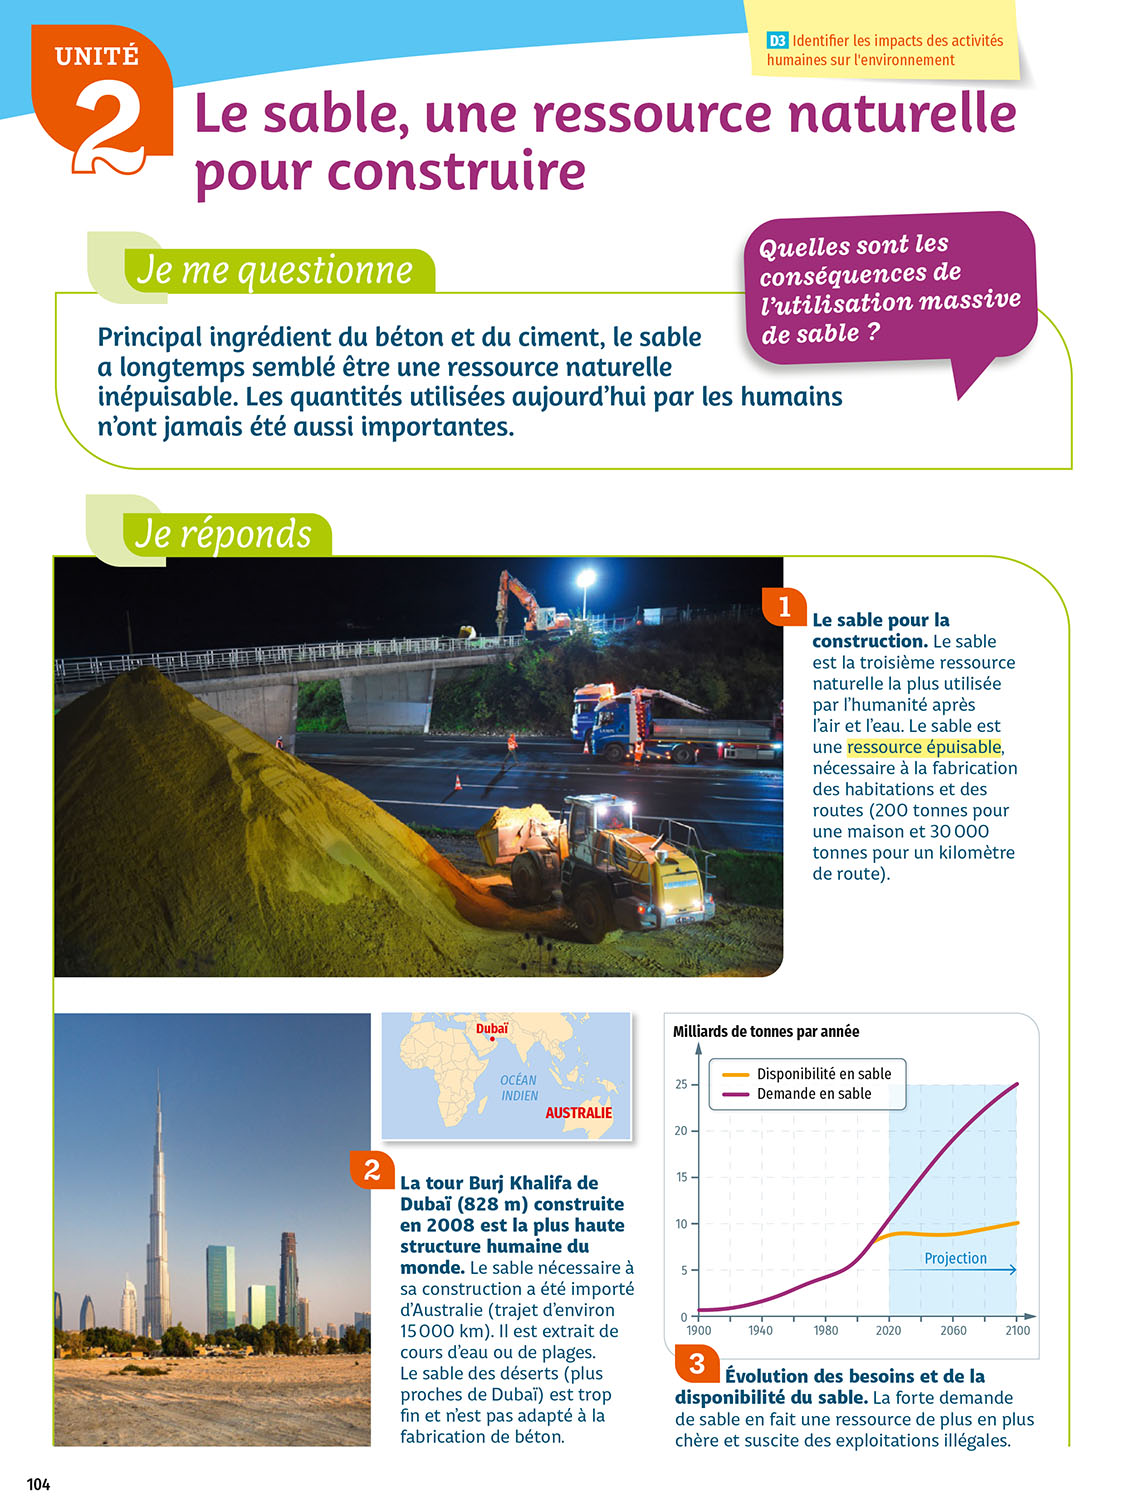 UNITÉ
2
D3 Identifier les impacts des activités
humaines sur l'environnement
Le sable, une ressource naturelle
pour construire
Je me questionne
Quelles sont les
conséquences de
l'utilisation massive
de sable ?
Principal ingrédient du béton et du ciment, le sable
a longtemps semblé être une ressource naturelle
inépuisable. Les quantités utilisées aujourd'hui par les humains
n'ont jamais été aussi importantes.
Je réponds
1
Le sable pour la
construction. Le sable
est la troisième ressource
naturelle la plus utilisée
par l'humanité après
l'air et l'eau. Le sable est
une ressource épuisable,
nécessaire à la fabrication
des habitations et des
routes (200 tonnes pour
une maison et 30 000
tonnes pour un kilomètre
de route).
Dubaï
OCÉAN
INDIEN
AUSTRALIE
2
La tour Burj Khalifa de
Dubaï (828 m) construite
en 2008 est la plus haute
structure humaine du
monde. Le sable nécessaire à
sa construction a été importé
d'Australie (trajet d'environ
15 000 km). Il est extrait de
cours d'eau ou de plages.
Le sable des déserts (plus
proches de Dubaï) est trop
fin et n'est pas adapté à la
fabrication de béton.
Milliards de tonnes par année
Disponibilité en sable
Demande en sable
25
20
15
10
5
0
Projection
1900 1940 1980 2020 2060 2100
3
Évolution des besoins et de la
disponibilité du sable. La forte demande
de sable en fait une ressource de plus en plus
chère et suscite des exploitations illégales.
104